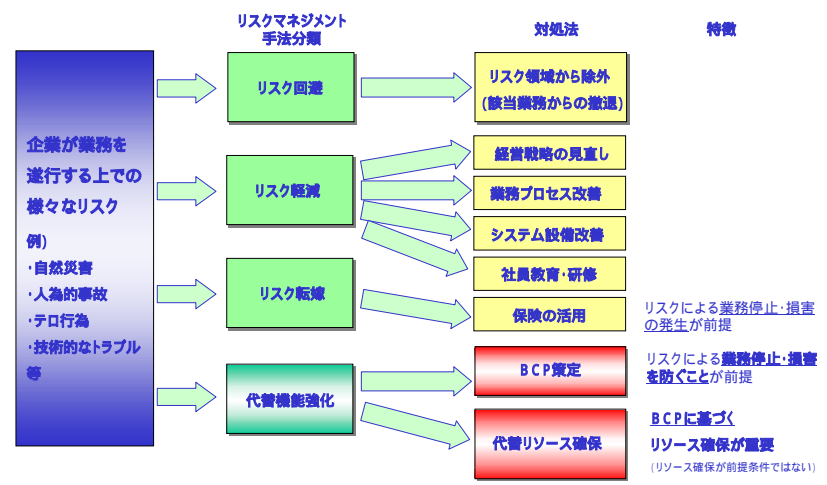 リスクマネジメント
手法分類
対処法
特徴
企業が業務を
遂行する上での
様々なリスク
例)
・自然災害
・人為的事故
・テロ行為
・技術的なトラブル
等
リスク回避
リスク領域から除外
(該当業務からの撤退)
リスク軽減
経営戦略の見直し
業務プロセス改善
システム設備改善
社員教育・研修
リスク転嫁
保険の活用
リスクによる業務停止・損害
の発生が前提
代替機能強化
BCP策定
リスクによる業務停止・損害
を防ぐことが前提
代替リソース確保
BCPに基づく
リソース確保が重要
(リソース確保が前提条件ではない)